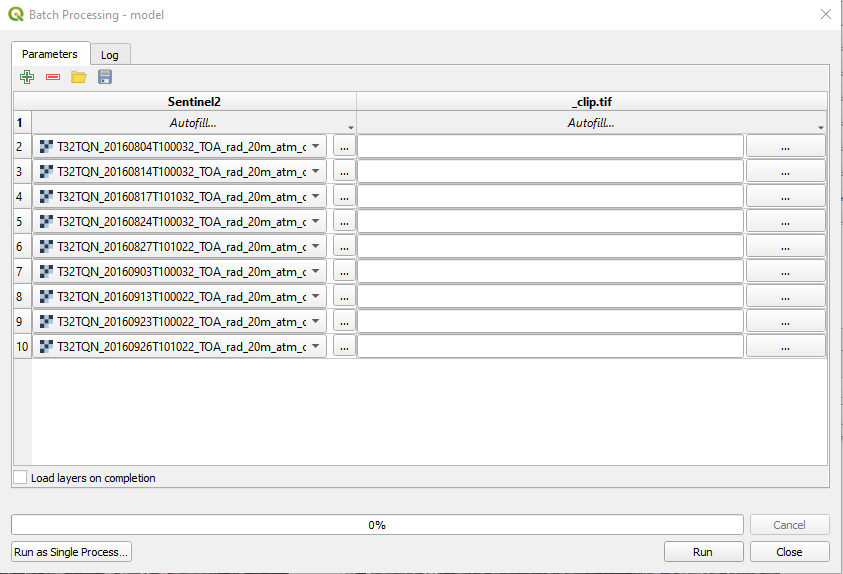 Batch Processing - model
Parameters
Log
Sentinel2 _clip.tif
1 Autofill... Autofill...
2 T32TQN_20160804T100032_TOA_rad_20m_atm_c ... ...
3 T32TQN_20160814T100032_TOA_rad_20m_atm_c ... ...
4 T32TQN_20160817T101032_TOA_rad_20m_atm_c ... ...
5 T32TQN_20160824T100032_TOA_rad_20m_atm_c ... ...
6 T32TQN_20160827T101022_TOA_rad_20m_atm_c ... ...
7 T32TQN_20160903T100032_TOA_rad_20m_atm_c ... ...
8 T32TQN_20160913T100022_TOA_rad_20m_atm_c ... ...
9 T32TQN_20160923T100022_TOA_rad_20m_atm_c ... ...
10 T32TQN_20160926T101022_TOA_rad_20m_atm_c ... ...
Load layers on completion
0% Cancel
Run as Single Process... Run Close